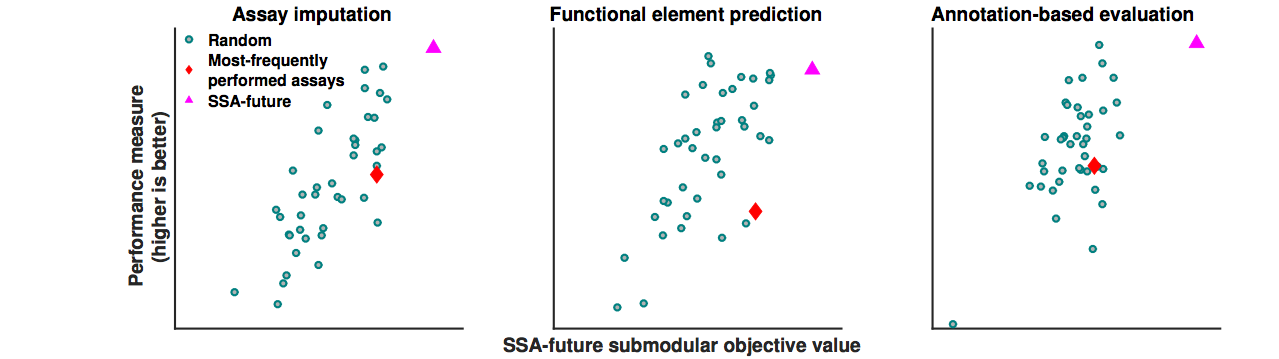 Assay imputation
Functional element prediction
Annotation-based evaluation
Random
Most-frequently
performed assays
SSA-future
Performance measure
(higher is better)
SSA-future submodular objective value